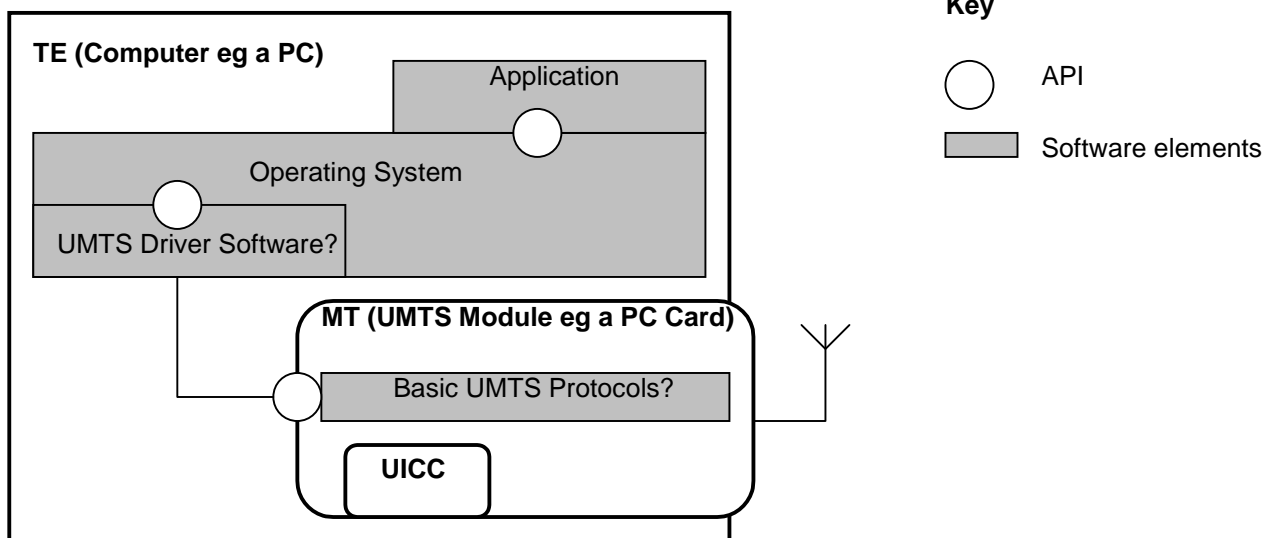 Key
TE (Computer eg a PC)
Application
API
Software elements
Operating System
UMTS Driver Software?
MT (UMTS Module eg a PC Card)
Basic UMTS Protocols?
UICC